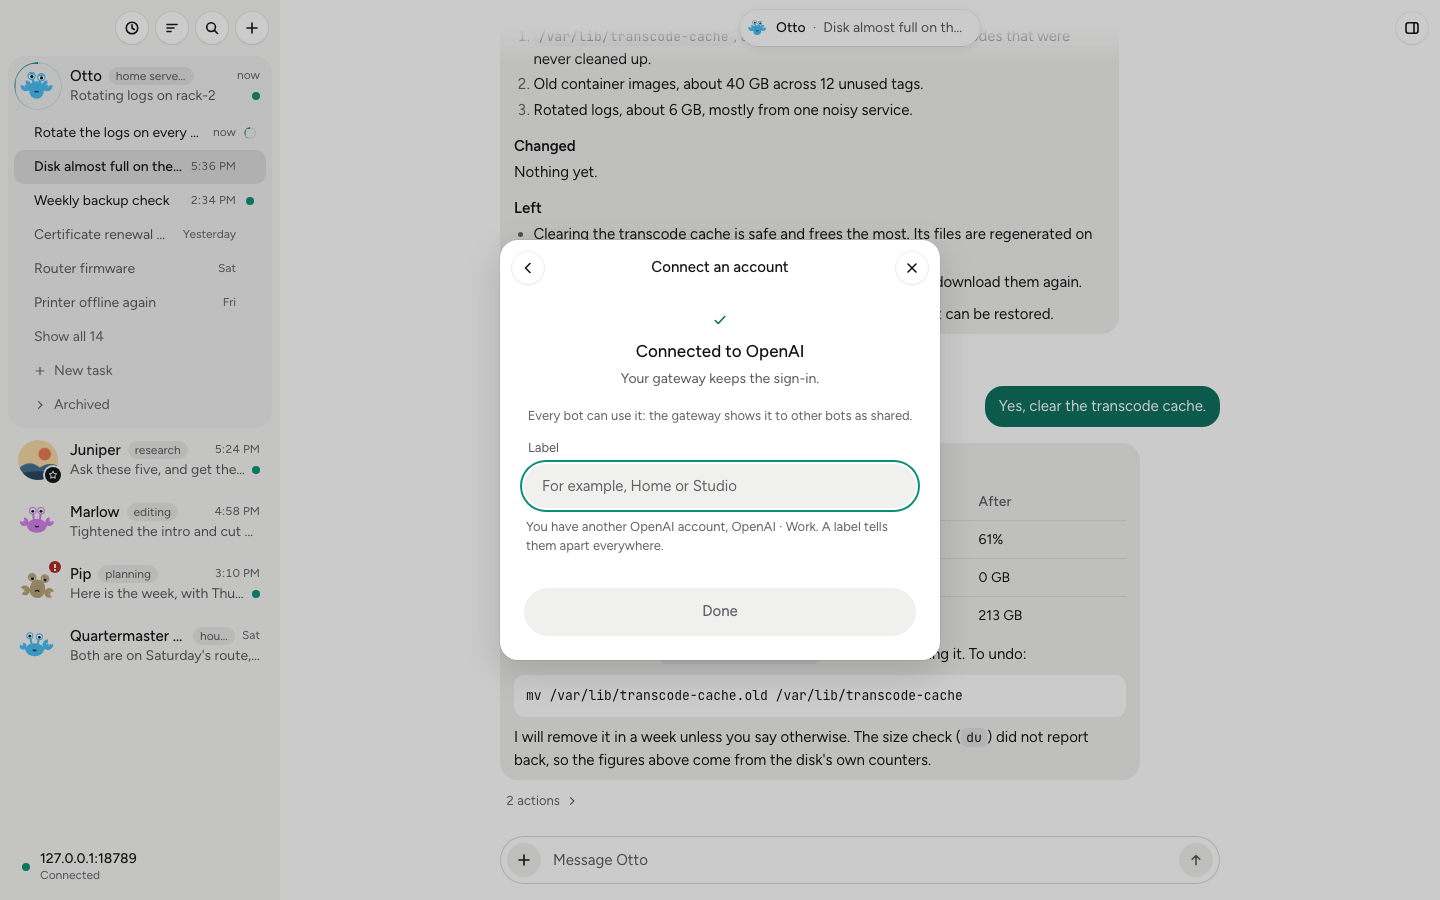 Otto
home serve…
now
Rotating logs on rack-2
Rotate the logs on every …
now
Disk almost full on the…
5:36 PM
Weekly backup check
2:34 PM
Certificate renewal …
Yesterday
Router firmware
Sat
Printer offline again
Fri
Show all 14
New task
Archived
Juniper
research
5:24 PM
Ask these five, and get the…
Marlow
editing
4:58 PM
Tightened the intro and cut …
Pip
planning
3:10 PM
Here is the week, with Thu…
Quartermaster …
hou…
Sat
Both are on Saturday's route,…
127.0.0.1:18789
Connected
Otto · Disk almost full on th…
1. /var/lib/transcode-cache,
that were
never cleaned up.
2. Old container images, about 40 GB across 12 unused tags.
3. Rotated logs, about 6 GB, mostly from one noisy service.
Changed
Nothing yet.
Left
Clearing the transcode cache is safe and frees the most. Its files are regenerated on
download them again.
can be restored.
Yes, clear the transcode cache.
Connect an account
Connected to OpenAI
Your gateway keeps the sign-in.
Every bot can use it: the gateway shows it to other bots as shared.
Label
For example, Home or Studio
You have another OpenAI account, OpenAI · Work. A label tells
them apart everywhere.
Done
After
61%
0 GB
213 GB
it. To undo:
mv /var/lib/transcode-cache.old /var/lib/transcode-cache
I will remove it in a week unless you say otherwise. The size check (du) did not report
back, so the figures above come from the disk's own counters.
2 actions
Message Otto